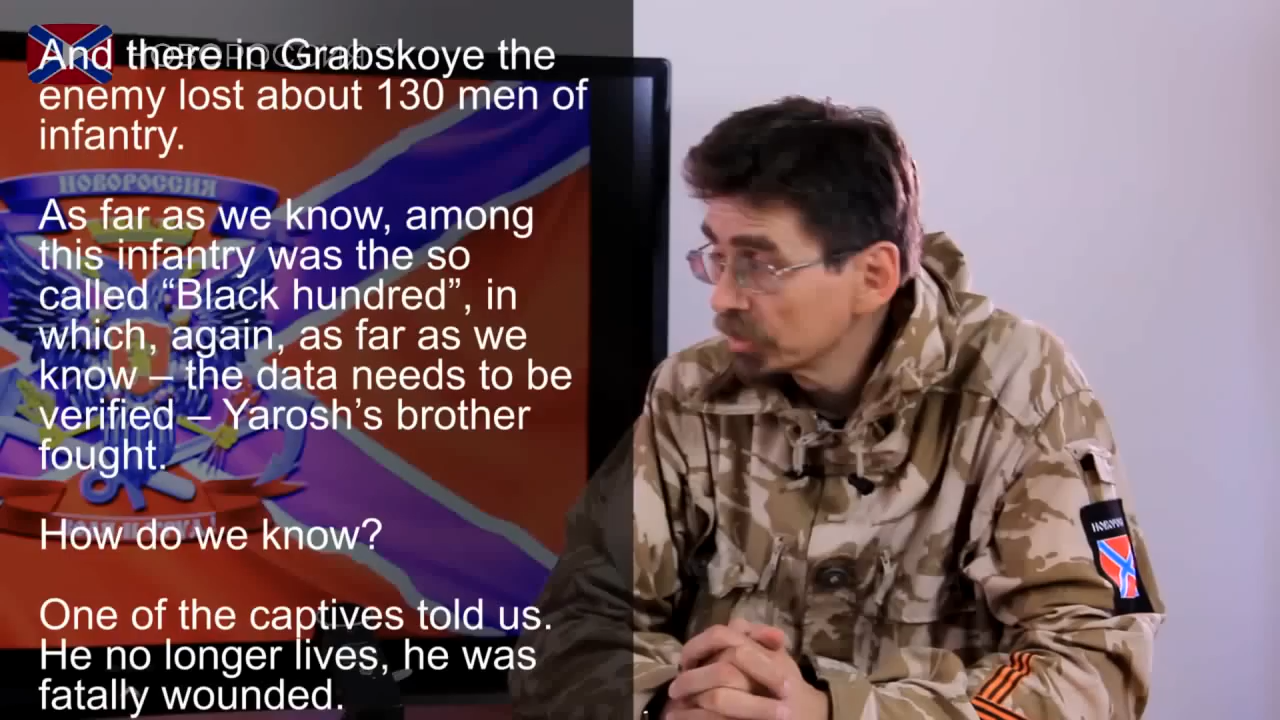 НОВОРОССИЯ
And there in Grabskoye the
enemy lost about 130 men of
infantry.
НОВОРОССИЯ
As far as we know, among
this infantry was the so
called “Black hundred”, in
which, again, as far as we
know – the data needs to be
verified – Yarosh’s brother
fought.
How do we know?
One of the captives told us.
He no longer lives, he was
fatally wounded.